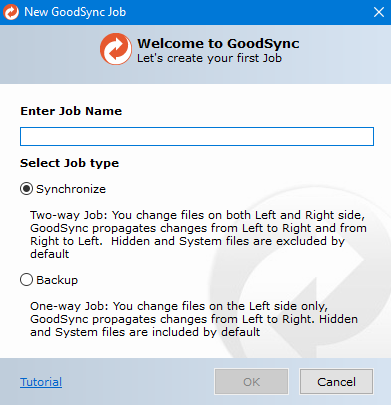 New GoodSync Job
Welcome to GoodSync
Let's create your first Job
Enter Job Name
Select Job type
Synchronize
Two-way Job: You change files on both Left and Right side,
GoodSync propagates changes from Left to Right and from
Right to Left. Hidden and System files are excluded by
default
Backup
One-way Job: You change files on the Left side only,
GoodSync propagates changes from Left to Right. Hidden
and System files are included by default
Tutorial
OK
Cancel